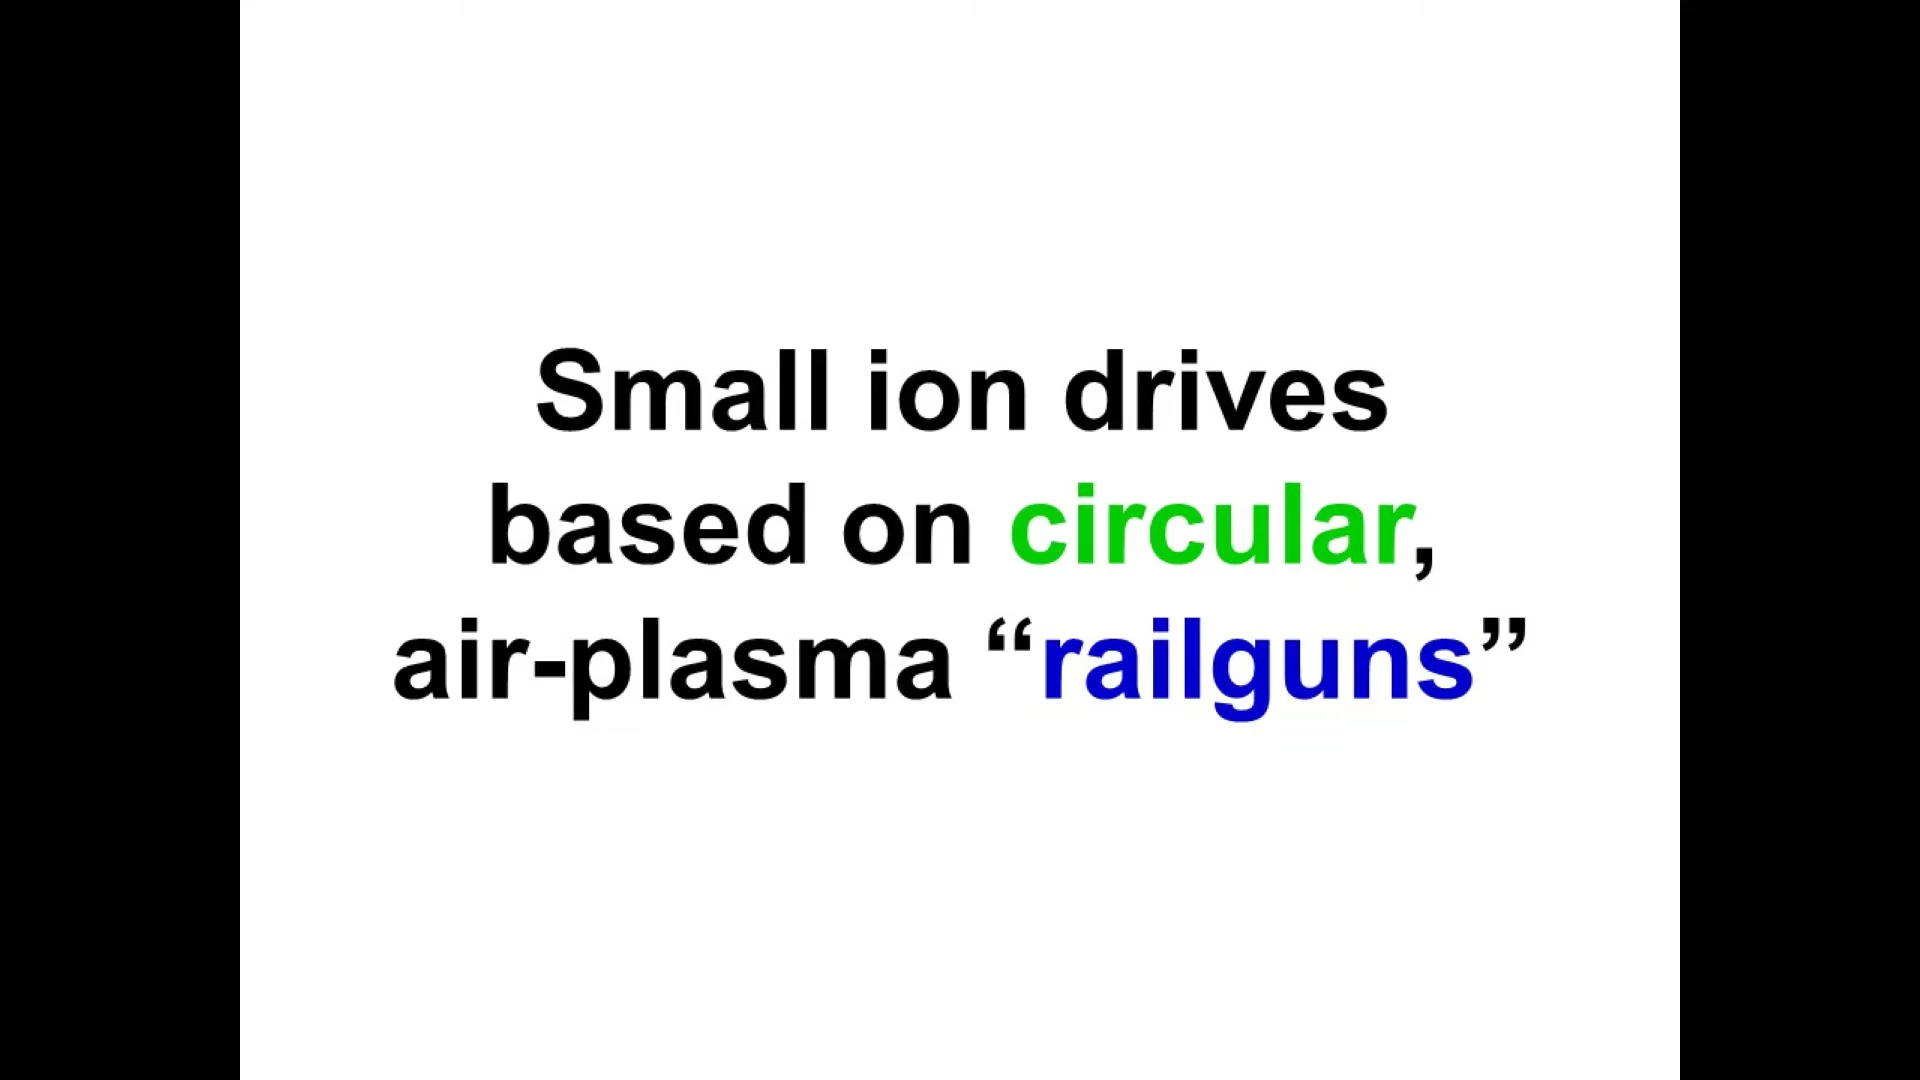 Small ion drives
based on circular,
air-plasma “railguns”